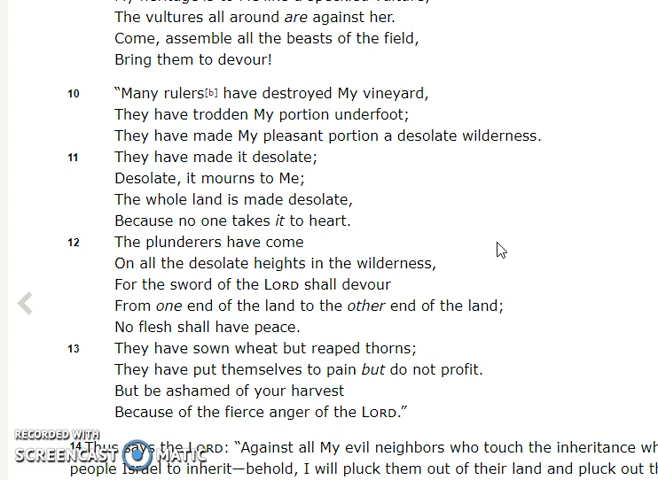 My heritage is to Me like a speckled vulture;
The vultures all around are against her.
Come, assemble all the beasts of the field,
Bring them to devour!
10 “Many rulers[b] have destroyed My vineyard,
They have trodden My portion underfoot;
They have made My pleasant portion a desolate wilderness.
11 They have made it desolate;
Desolate, it mourns to Me;
The whole land is made desolate,
Because no one takes it to heart.
12 The plunderers have come
On all the desolate heights in the wilderness,
For the sword of the LORD shall devour
From one end of the land to the other end of the land;
No flesh shall have peace.
13 They have sown wheat but reaped thorns;
They have put themselves to pain but do not profit.
But be ashamed of your harvest
Because of the fierce anger of the LORD.”
RECORDED WITH
SCREENCAST MATIC
14 Thus says the LORD: “Against all My evil neighbors who touch the inheritance
people Israel to inherit—behold, I will pluck them out of their land and pluck out